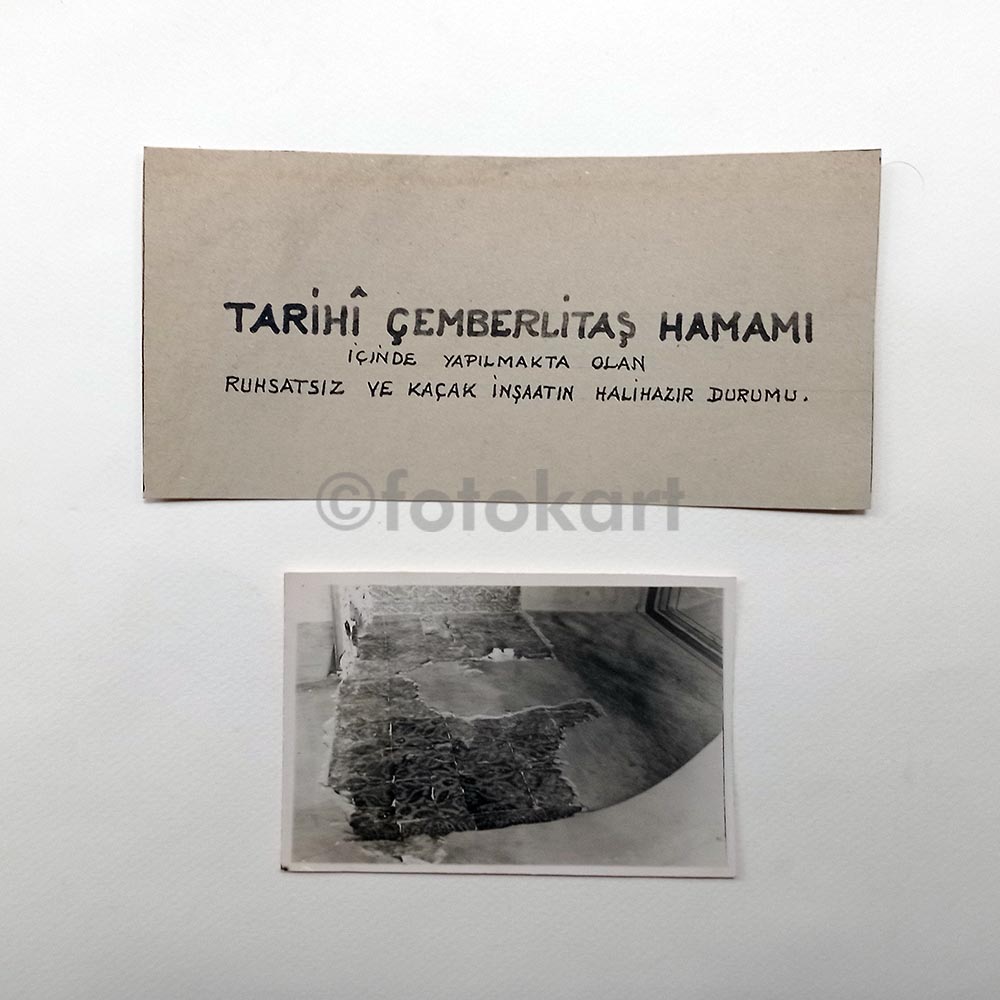 TARİHÎ ÇEMBERLİTAŞ HAMAMI
İÇİNDE YAPILMAKTA OLAN
RUHSATSIZ VE KAÇAK İNŞAATIN HALİHAZIR DURUMU.
©fotokart